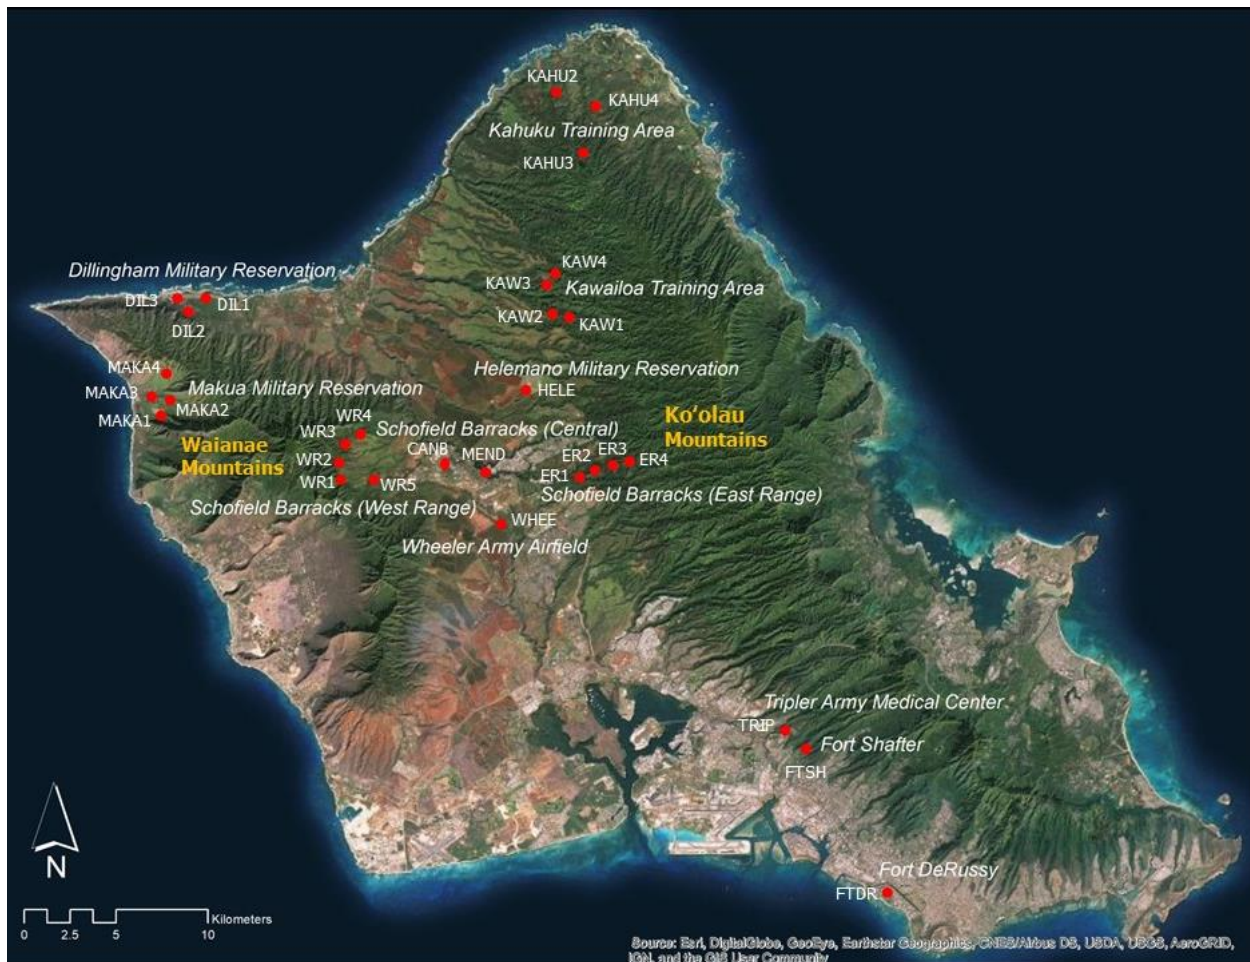 KAHU2
KAHU4
Kahuku Training Area
KAHU3
KAW4
Dillingham Military Reservation
KAW3
Kawailoa Training Area
DIL3
DIL1
KAW2
KAW1
DIL2
MAKA4
Helemano Military Reservation
Makua Military Reservation
HELE
MAKA3
MAKA2
MAKA1
WR4
Ko‘olau
Mountains
WR3
Schofield Barracks (Central)
Waianae
Mountains
CANB
MEND
ER3
ER2
ER4
WR2
ER1
WR1
WR5
Schofield Barracks (East Range)
Schofield Barracks (West Range)
WHEE
Wheeler Army Airfield
Tripler Army Medical Center
TRIP
Fort Shafter
FTSH
N
Fort DeRussy
FTDR
Kilometers
0 2.5 5 10
Source: Esri, DigitalGlobe, GeoEye, Earthstar Geographics, CNES/Airbus DS, USDA, USGS, AeroGRID,
IGN, and the GIS User Community